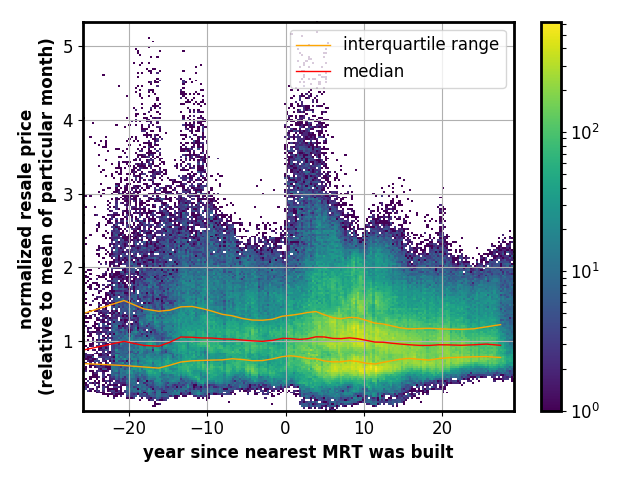 interquartile range
median
5
4
3
2
1
−20
−10
0
10
20
year since nearest MRT was built
normalized resale price
(relative to mean of particular month)
10²
10¹
10⁰